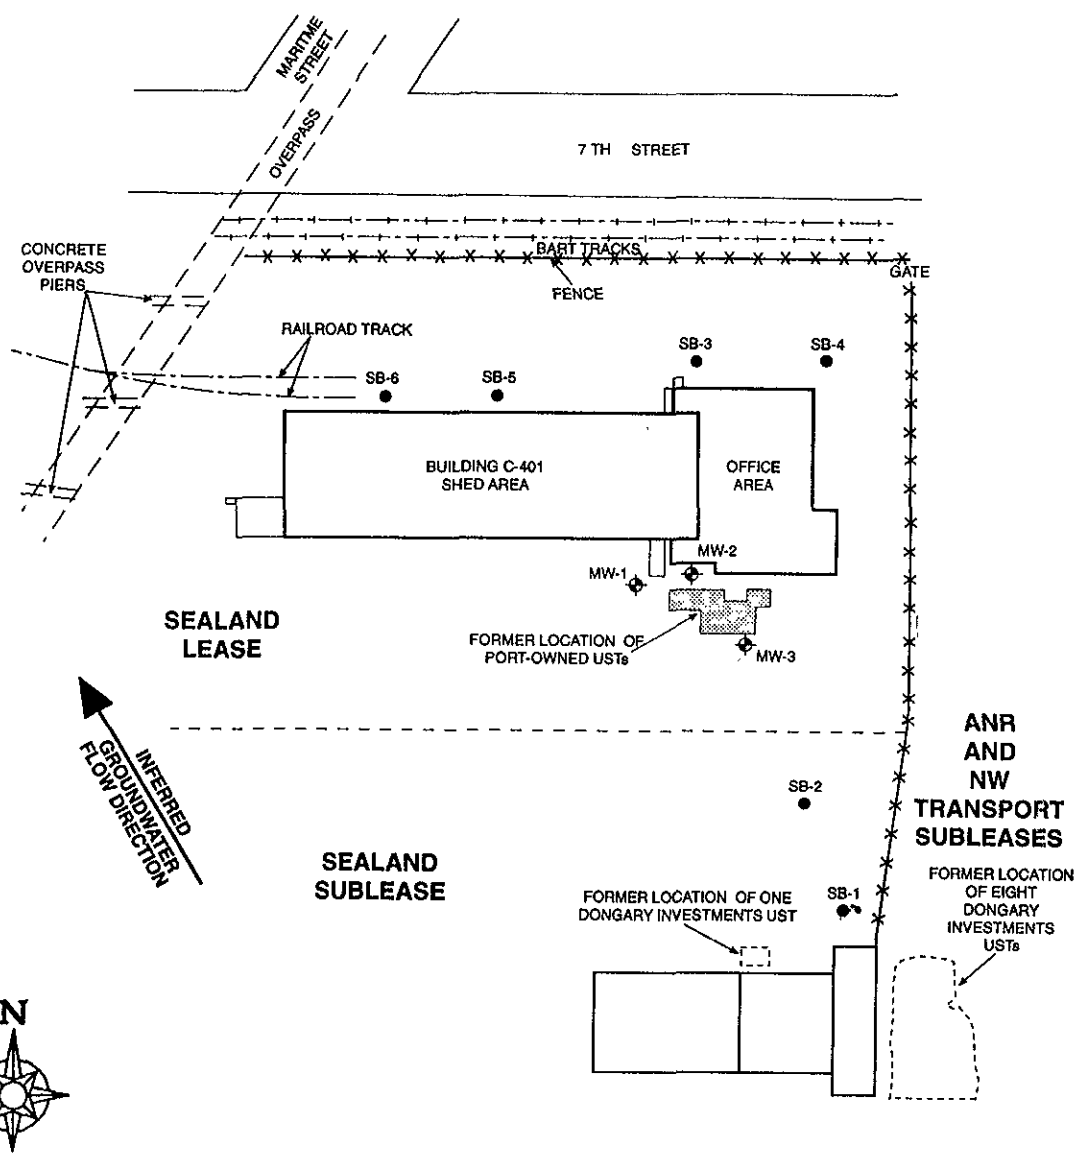 MARITME
STREET
OVERPASS
7 TH STREET
BART TRACKS
FENCE
GATE
CONCRETE
OVERPASS
PIERS
RAILROAD TRACK
SB-3
SB-4
SB-6
SB-5
BUILDING C-401
SHED AREA
OFFICE
AREA
MW-2
MW-1
SEALAND
LEASE
FORMER LOCATION OF
PORT-OWNED USTs
MW-3
INFERRED
GROUNDWATER
FLOW DIRECTION
ANR
AND
NW
TRANSPORT
SUBLEASES
SB-2
SEALAND
SUBLEASE
FORMER LOCATION OF ONE
DONGARY INVESTMENTS UST
SB-1
FORMER LOCATION
OF EIGHT
DONGARY
INVESTMENTS
USTs
N